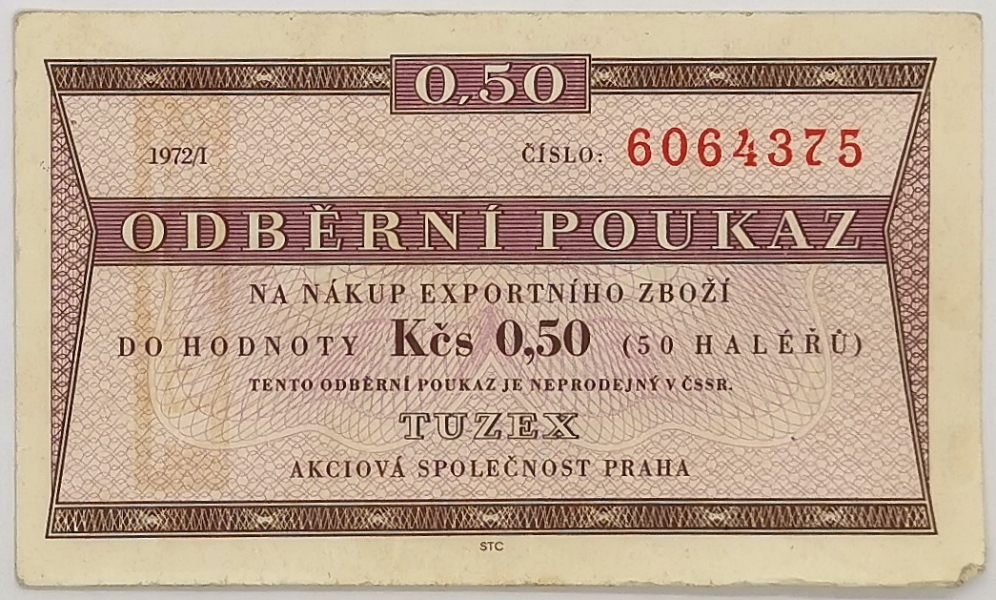 0,50
1972/I ČÍSLO: 6064375
ODBĚRNÍ POUKAZ
NA NÁKUP EXPORTNÍHO ZBOŽÍ
DO HODNOTY Kčs 0,50 (50 HALÉŘŮ)
TENTO ODBĚRNÍ POUKAZ JE NEPRODEJNÝ V ČSSR.
TUZEX
AKCIOVÁ SPOLEČNOST PRAHA
STC